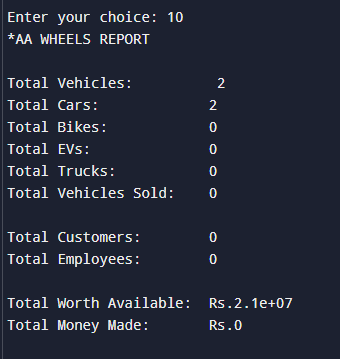 Enter your choice: 10
*AA WHEELS REPORT
Total Vehicles: 2
Total Cars: 2
Total Bikes: 0
Total EVs: 0
Total Trucks: 0
Total Vehicles Sold: 0
Total Customers: 0
Total Employees: 0
Total Worth Available: Rs.2.1e+07
Total Money Made: Rs.0